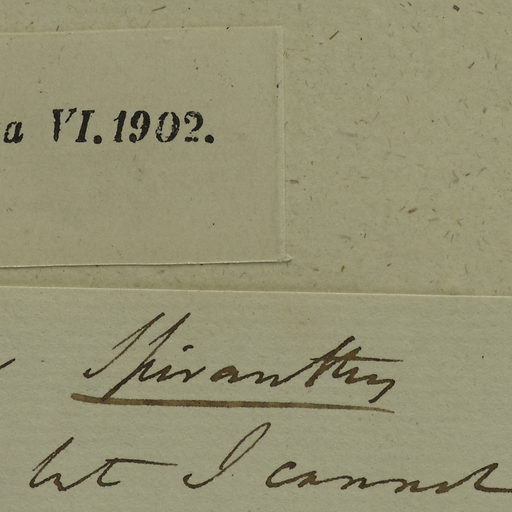 a VI. 1902.
Spiranthes
but I cannot